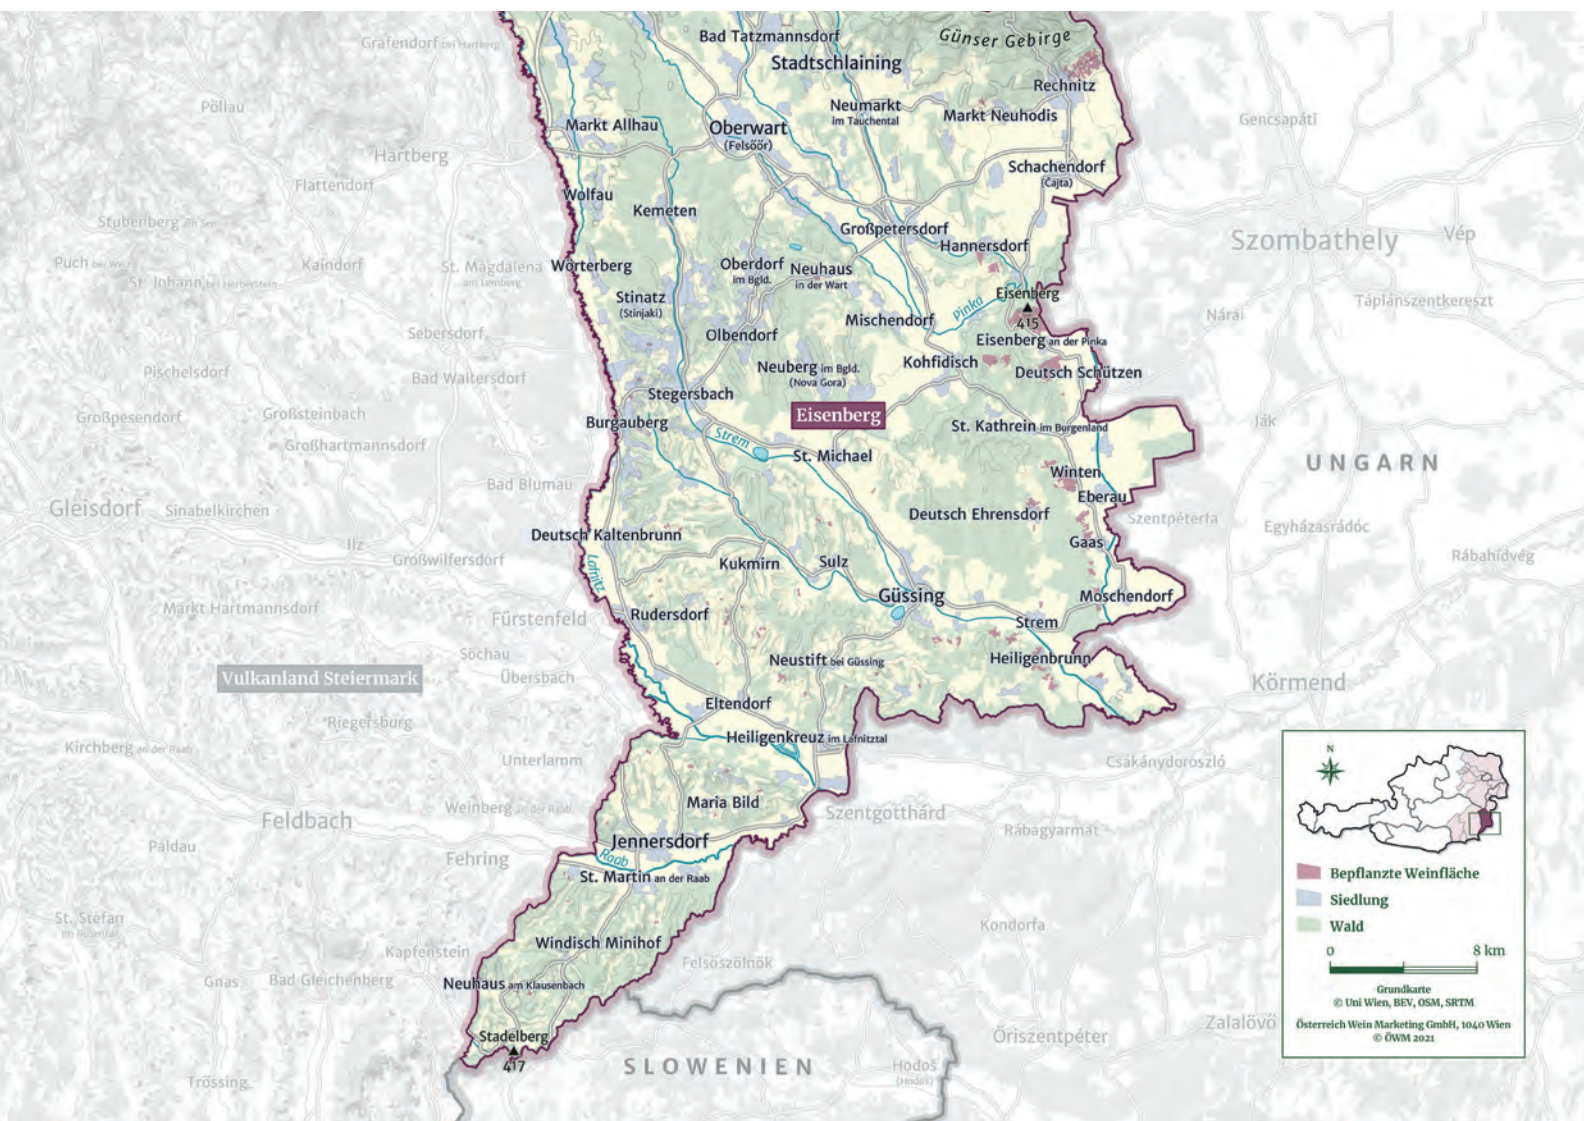 Grafendorf bei Hartberg
Bad Tatzmannsdorf
Günser Gebirge
Stadtschlaining
Rechnitz
Pöllau
Neumarkt
im Tauchental
Markt Neuhodis
Gencsapáti
Markt Allhau
Oberwart
(Felsőőr)
Hartberg
Schachendorf
(Čajta)
Flattendorf
Wolfau
Kemeten
Stubenberg am See
Großpetersdorf
Hannersdorf
Szombathely
Vép
Puch bei Weiz
Kaindorf
St. Magdalena
am Lemberg
Wörterberg
Oberdorf
im Bgld.
Neuhaus
in der Wart
St. Johann bei Herberstein
Stinatz
(Stinjaki)
Eisenberg
415
Pinka
Táplánszentkereszt
Nárai
Sebersdorf
Olbendorf
Mischendorf
Eisenberg an der Pinka
Pischelsdorf
Bad Waltersdorf
Neuberg im Bgld.
(Nova Gora)
Kohfidisch
Deutsch Schützen
Stegersbach
Großpesendorf
Großsteinbach
Burgauberg
Eisenberg
St. Kathrein im Burgenland
Ják
Großhartmannsdorf
Strem
St. Michael
UNGARN
Winten
Bad Blumau
Eberau
Gleisdorf
Sinabelkirchen
Deutsch Ehrensdorf
Szentpéterfa
Egyházasrádóc
Deutsch Kaltenbrunn
Ilz
Gaas
Großwilfersdorf
Lafnitz
Kukmirn
Sulz
Rábahídvég
Güssing
Moschendorf
Markt Hartmannsdorf
Fürstenfeld
Rudersdorf
Strem
Söchau
Neustift bei Güssing
Heiligenbrunn
Vulkanland Steiermark
Übersbach
Körmend
Eltendorf
Riegersburg
Heiligenkreuz im Lafnitztal
Kirchberg an der Raab
Unterlamm
Csákánydoroszló
Maria Bild
Weinberg an der Raab
Szentgotthárd
Feldbach
Rábagyarmat
Paldau
Jennersdorf
Fehring
Raab
St. Martin an der Raab
St. Stefan
im Rosental
Kondorfa
Windisch Minihof
Kapfenstein
Felsőszölnök
Gnas
Bad Gleichenberg
Neuhaus am Klausenbach
Stadelberg
417
Őriszentpéter
Zalalövő
SLOWENIEN
Hodoš
(Hodos)
Trössing
N
Bepflanzte Weinfläche
Siedlung
Wald
0 8 km
Grundkarte
© Uni Wien, BEV, OSM, SRTM
Österreich Wein Marketing GmbH, 1040 Wien
© ÖWM 2021